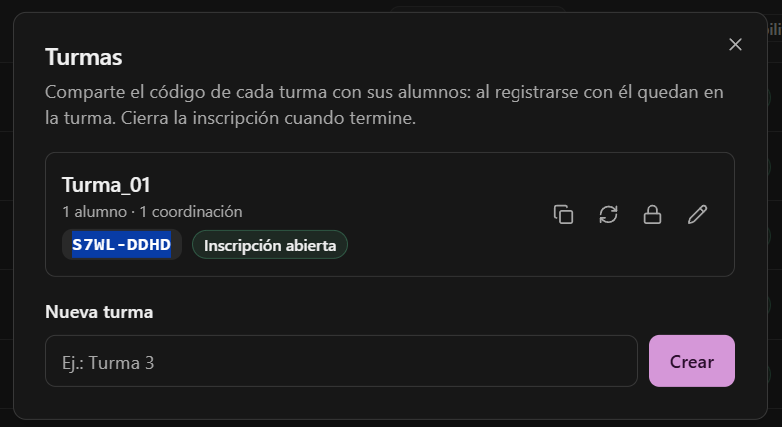 Turmas
Comparte el código de cada turma con sus alumnos: al registrarse con él quedan en
la turma. Cierra la inscripción cuando termine.
Turma_01
1 alumno · 1 coordinación
S7WL-DDHD
Inscripción abierta
Nueva turma
Ej.: Turma 3
Crear